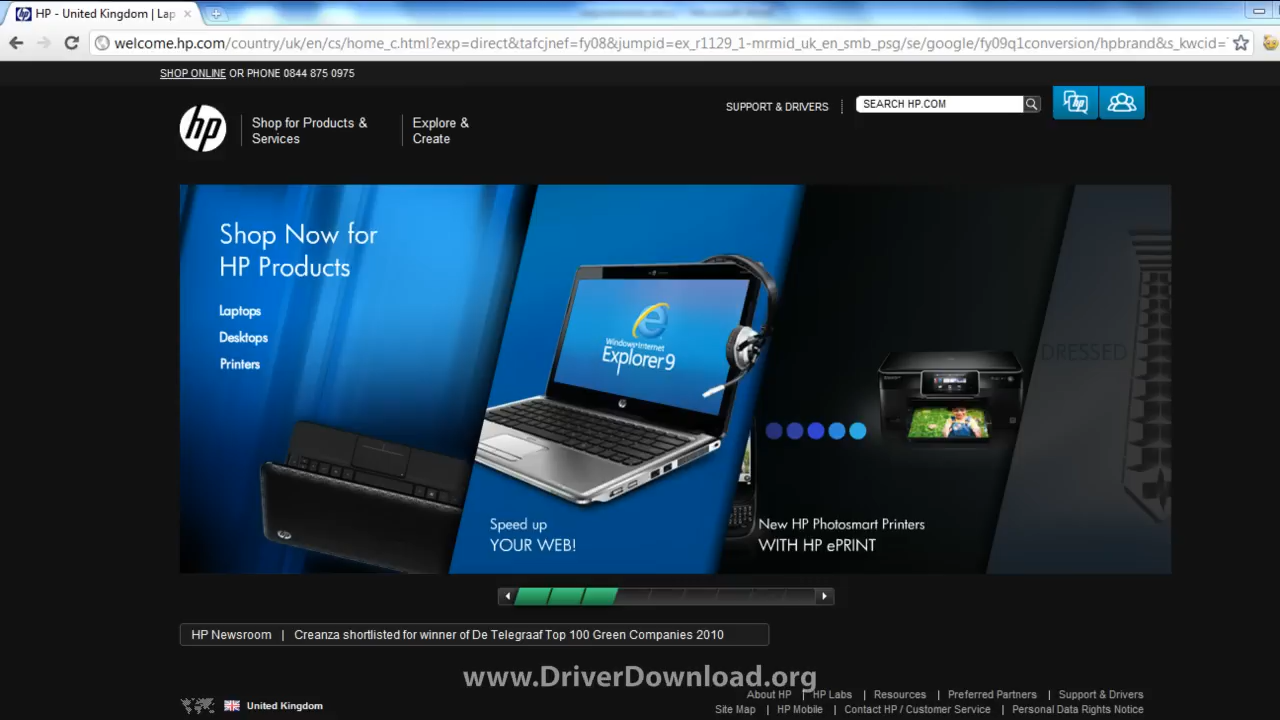 HP - United Kingdom | Lap
welcome.hp.com/country/uk/en/cs/home_c.html?exp=direct&tafcjnef=fy08&jumpid=ex_r1129_1-mrmid_uk_en_smb_psg/se/google/fy09q1conversion/hpbrand&s_kwcid=
SHOP ONLINE OR PHONE 0844 875 0975
SUPPORT & DRIVERS
SEARCH HP.COM
hp
hp
Shop for Products &
Services
Explore &
Create
Shop Now for
HP Products
Laptops
Desktops
Printers
Windows Internet
Explorer 9
DRESSED
Speed up
YOUR WEB!
New HP Photosmart Printers
WITH HP ePRINT
HP Newsroom | Creanza shortlisted for winner of De Telegraaf Top 100 Green Companies 2010
www.DriverDownload.org
About HP | HP Labs | Resources | Preferred Partners | Support & Drivers
United Kingdom
Site Map | HP Mobile | Contact HP / Customer Service | Personal Data Rights Notice